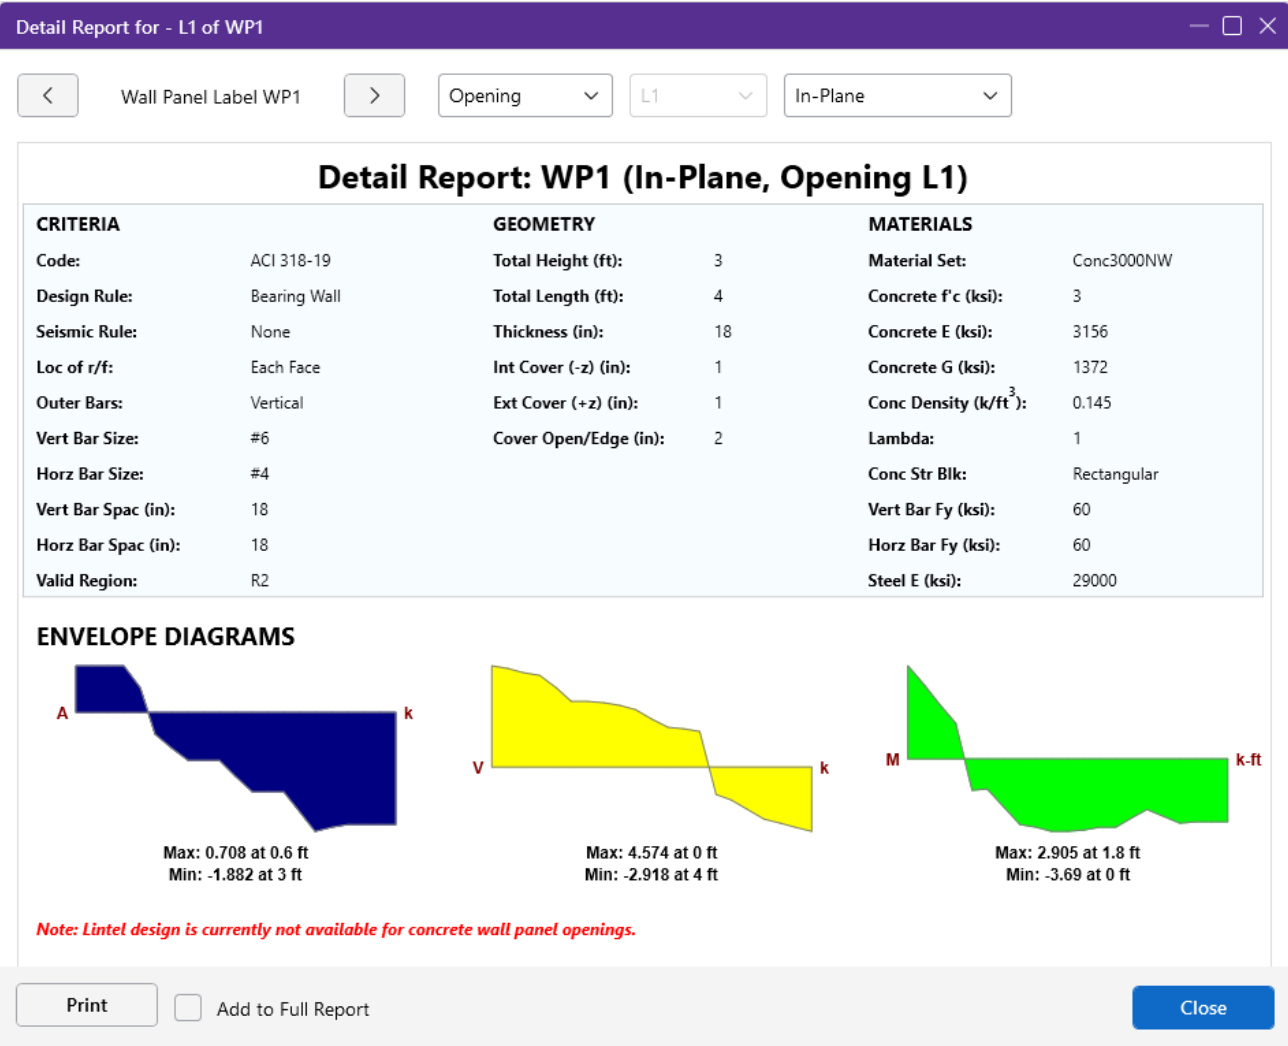 Detail Report for - L1 of WP1
Wall Panel Label WP1 Opening L1 In-Plane
Detail Report: WP1 (In-Plane, Opening L1)
CRITERIA GEOMETRY MATERIALS
Code: ACI 318-19 Total Height (ft): 3 Material Set: Conc3000NW
Design Rule: Bearing Wall Total Length (ft): 4 Concrete f'c (ksi): 3
Seismic Rule: None Thickness (in): 18 Concrete E (ksi): 3156
Loc of r/f: Each Face Int Cover (-z) (in): 1 Concrete G (ksi): 1372
Outer Bars: Vertical Ext Cover (+z) (in): 1 Conc Density (k/ft³): 0.145
Vert Bar Size: #6 Cover Open/Edge (in): 2 Lambda: 1
Horz Bar Size: #4 Conc Str Blk: Rectangular
Vert Bar Spac (in): 18 Vert Bar Fy (ksi): 60
Horz Bar Spac (in): 18 Horz Bar Fy (ksi): 60
Valid Region: R2 Steel E (ksi): 29000
ENVELOPE DIAGRAMS
A k V k M k-ft
Max: 0.708 at 0.6 ft Max: 4.574 at 0 ft Max: 2.905 at 1.8 ft
Min: -1.882 at 3 ft Min: -2.918 at 4 ft Min: -3.69 at 0 ft
Note: Lintel design is currently not available for concrete wall panel openings.
Print Add to Full Report Close